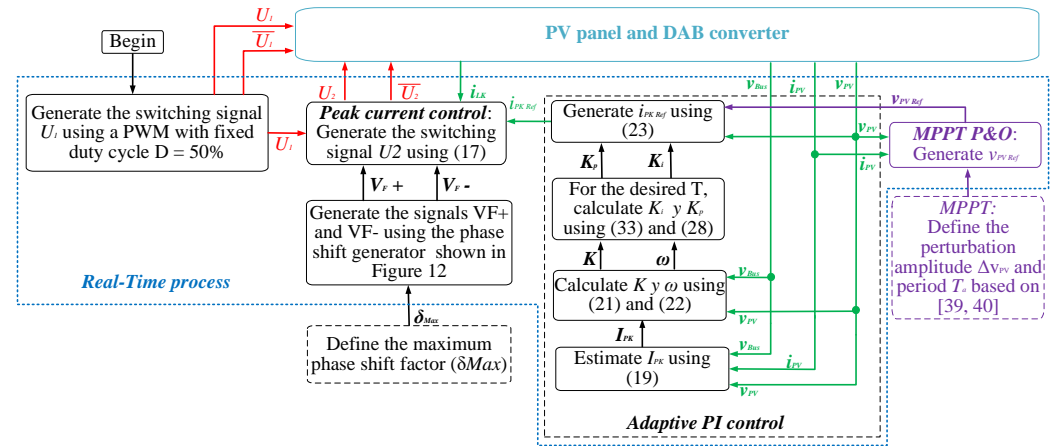 PV panel and DAB converter
Begin
U1
U1
Generate the switching signal
U1 using a PWM with fixed
duty cycle D = 50%
U1
U2
U2
iLK
iPK Ref
Peak current control:
Generate the switching
signal U2 using (17)
VF +
VF -
Generate the signals VF+
and VF- using the phase
shift generator shown in
Figure 12
δMax
Define the maximum
phase shift factor (δMax)
Real-Time process
vBus
iPV
vPV
Generate iPK Ref using
(23)
Kp
Ki
For the desired T,
calculate Ki y Kp
using (33) and (28)
K
ω
Calculate K y ω using
(21) and (22)
IPK
Estimate IPK using
(19)
vBus
vPV
vBus
iPV
vPV
Adaptive PI control
vPV Ref
vPV
iPV
MPPT P&O:
Generate vPV Ref
MPPT:
Define the
perturbation
amplitude ΔvPV and
period Ta based on
[39, 40]